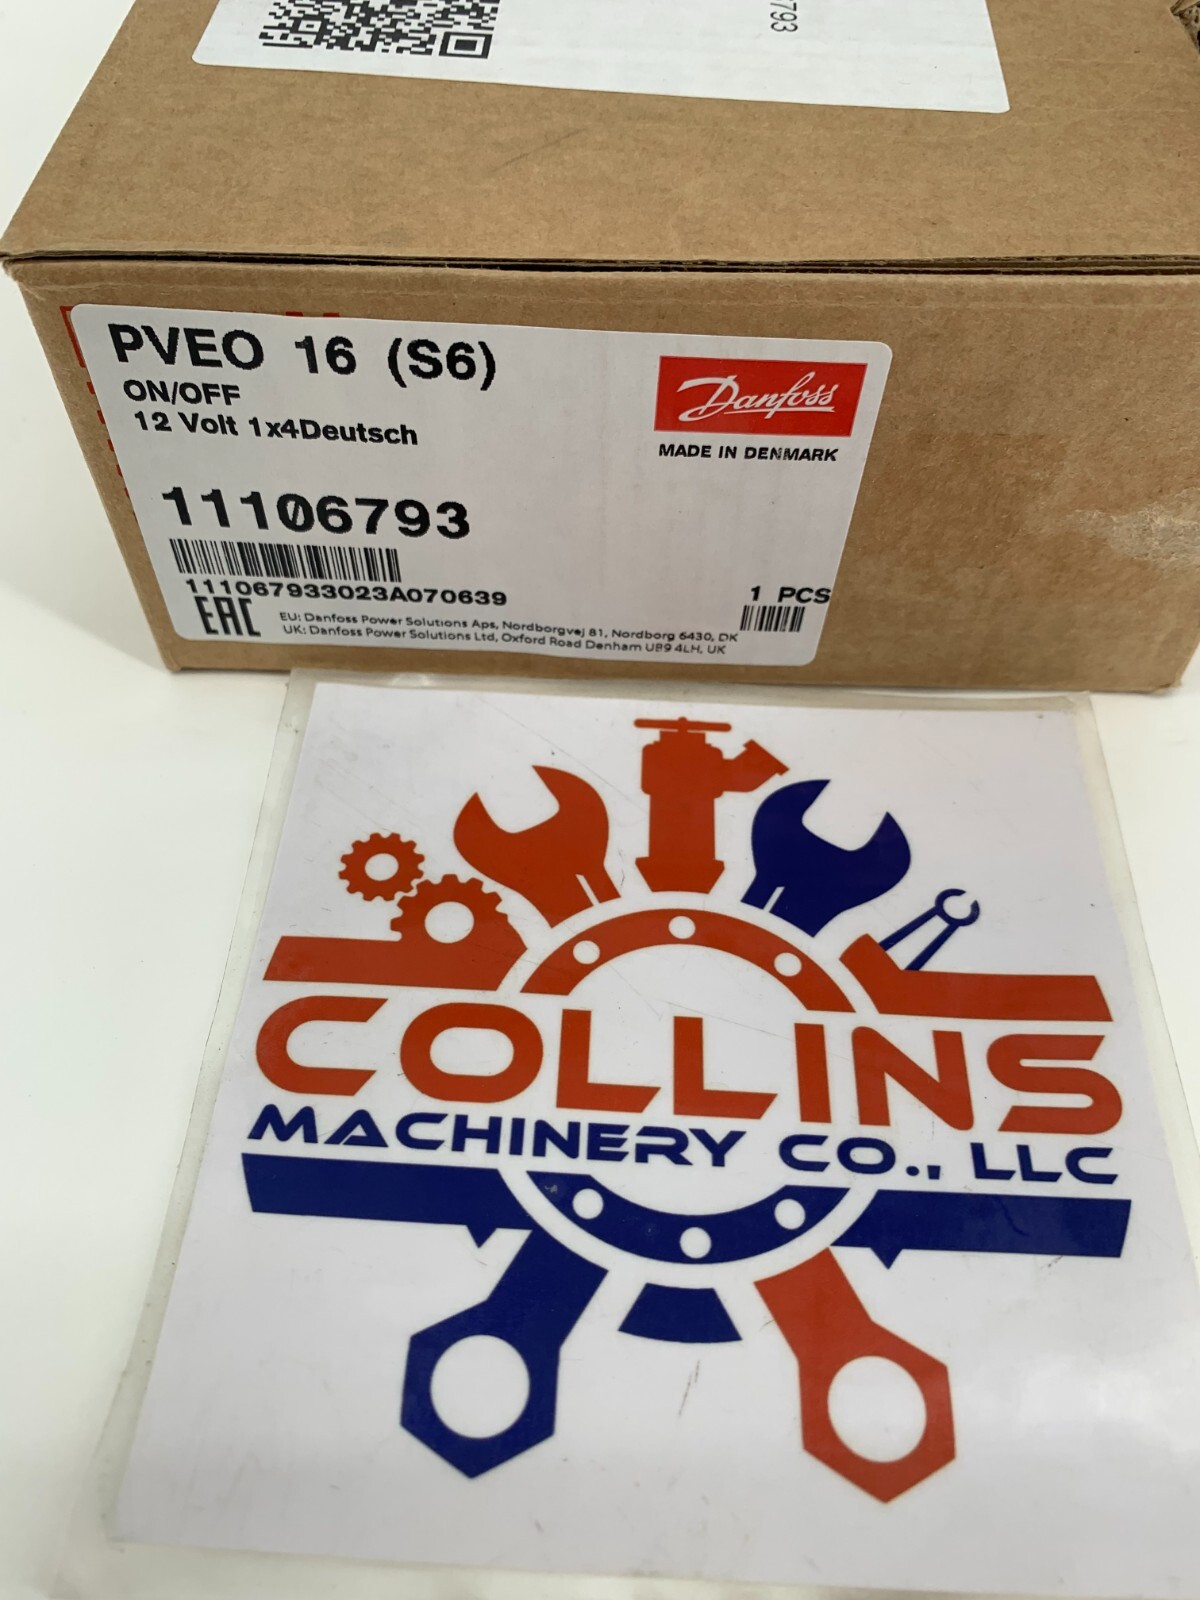 793
PVEO 16 (S6)
ON/OFF
12 Volt 1x4Deutsch
Danfoss
MADE IN DENMARK
11106793
111067933023A070639
1 PCS
EAC
EU: Danfoss Power Solutions Aps, Nordborgvej 81, Nordborg 6430, DK
UK: Danfoss Power Solutions Ltd, Oxford Road Denham UB9 4LH, UK
COLLINS
MACHINERY CO., LLC